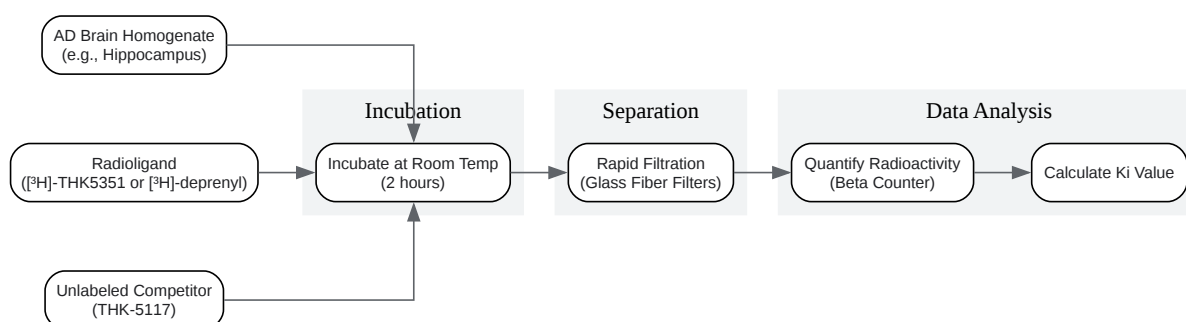 AD Brain Homogenate
(e.g., Hippocampus)
Incubation
Separation
Data Analysis
Radioligand
([³H]-THK5351 or [³H]-deprenyl)
Incubate at Room Temp
(2 hours)
Rapid Filtration
(Glass Fiber Filters)
Quantify Radioactivity
(Beta Counter)
Calculate Ki Value
Unlabeled Competitor
(THK-5117)